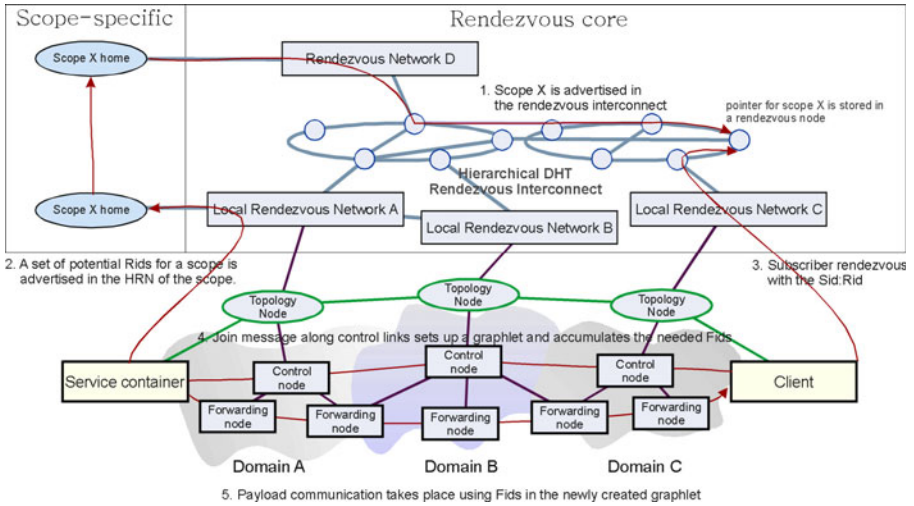 Scope-specific
Rendezvous core
Scope X home
Rendezvous Network D
1. Scope X is advertised in
the rendezvous interconnect
pointer for scope X is stored in
a rendezvous node
Hierarchical DHT
Rendezvous Interconnect
Scope X home
Local Rendezvous Network A
Local Rendezvous Network B
Local Rendezvous Network C
2. A set of potential Rids for a scope is
advertised in the HRN of the scope.
3. Subscriber rendezvous
with the Sid:Rid
Topology
Node
Topology
Node
Topology
Node
4. Join message along control links sets up a graphlet and accumulates the needed Fids
Service container
Control
node
Control
node
Control
node
Client
Forwarding
node
Forwarding
node
Forwarding
node
Forwarding
node
Forwarding
node
Domain A
Domain B
Domain C
5. Payload communication takes place using Fids in the newly created graphlet